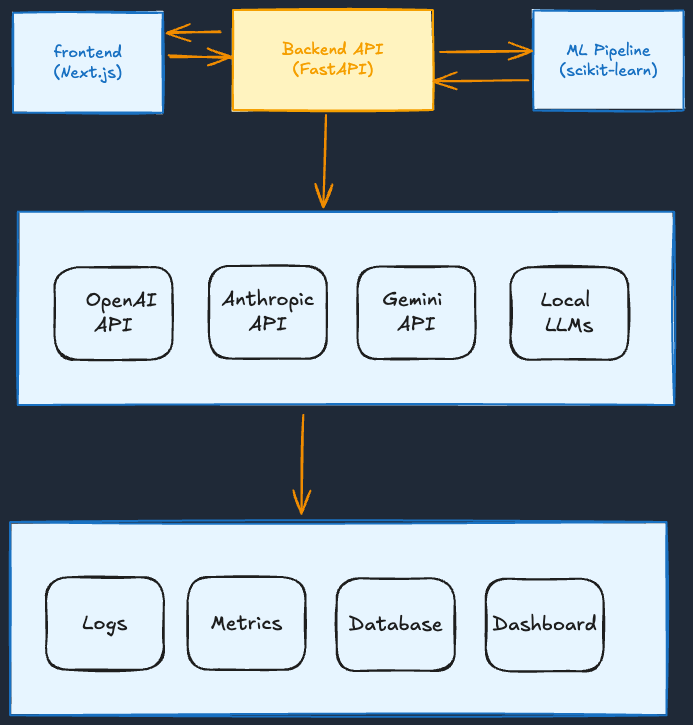 frontend
(Next.js)
Backend API
(FastAPI)
ML Pipeline
(scikit-learn)
OpenAI
API
Anthropic
API
Gemini
API
Local
LLMs
Logs
Metrics
Database
Dashboard